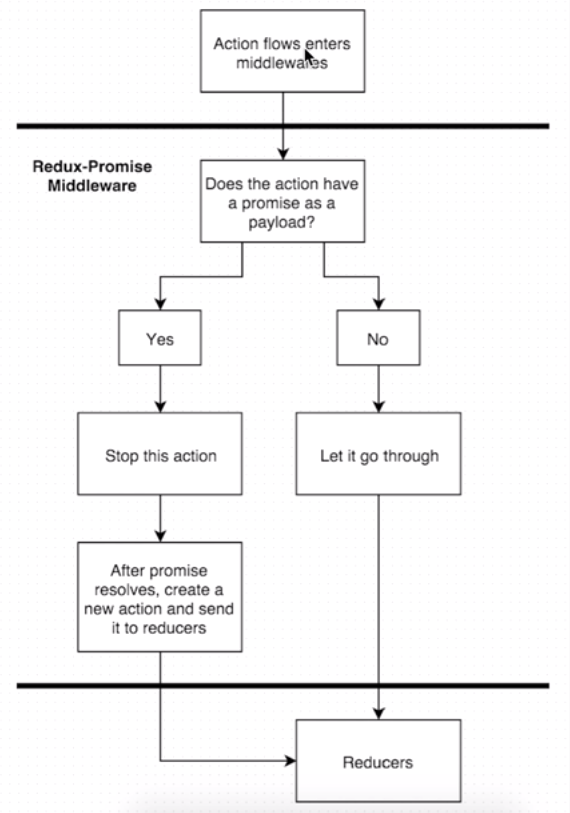 Action flows enters
middlewares
Redux-Promise
Middleware
Does the action have
a promise as a
payload?
Yes
No
Stop this action
Let it go through
After promise
resolves, create a
new action and send
it to reducers
Reducers